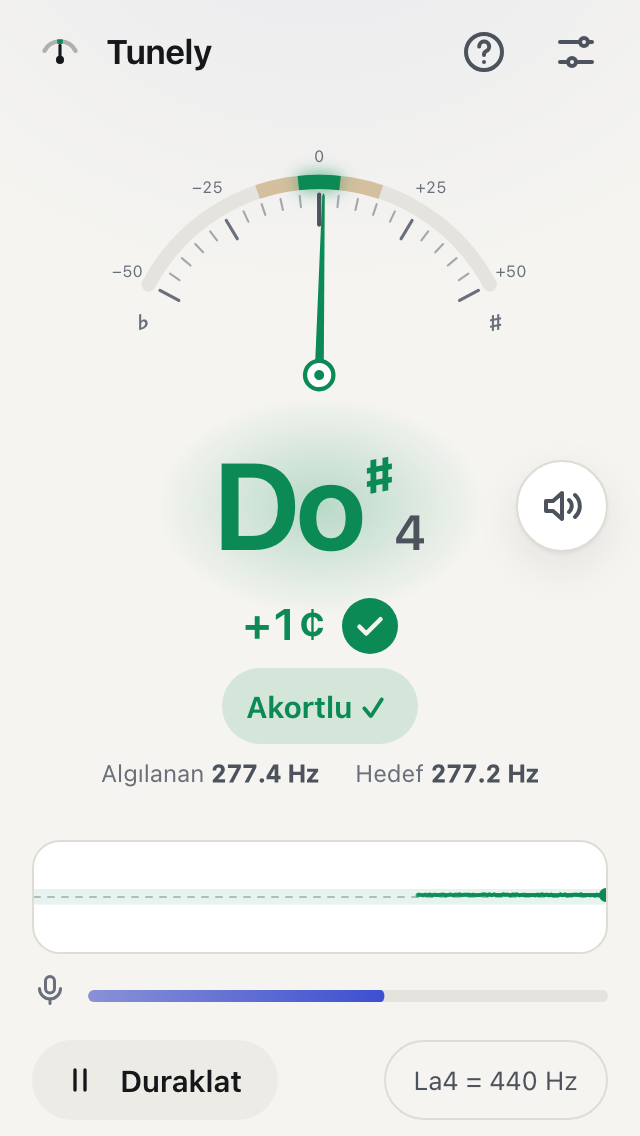 Tunely
0
−25 +25
−50 +50
♭ ♯
Do♯4
+1¢
Akortlu ✓
Algılanan 277.4 Hz Hedef 277.2 Hz
Duraklat La4 = 440 Hz